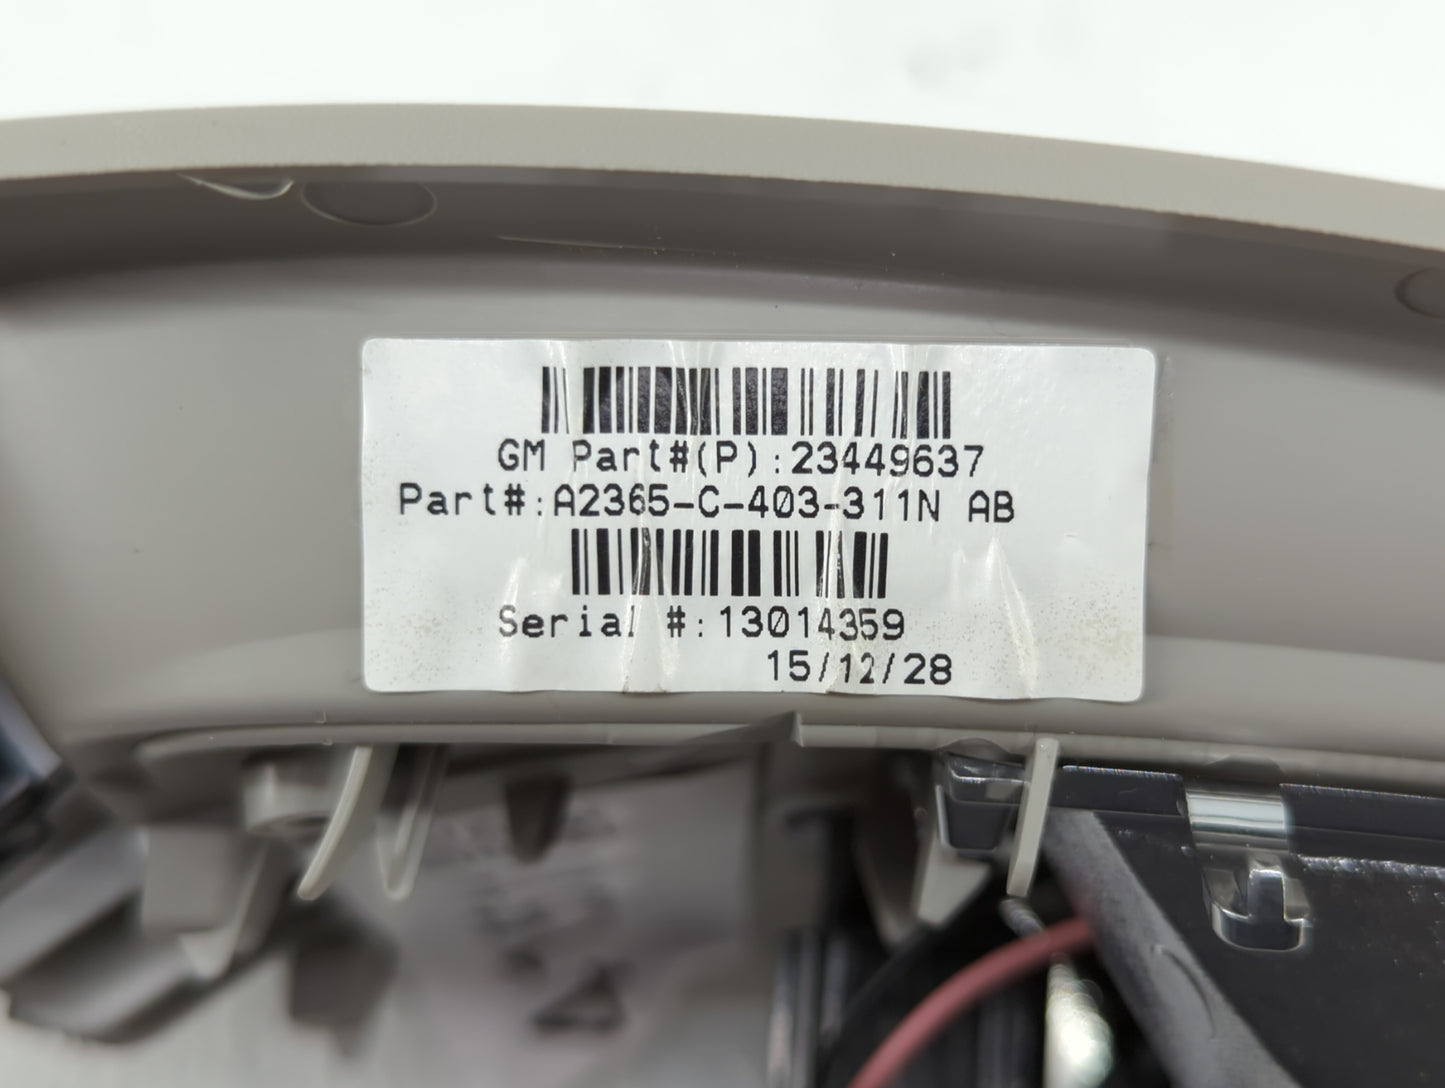 GM Part#(P):23449637
Part#:A2365-C-403-311N AB
Serial #:13014359
15/12/28